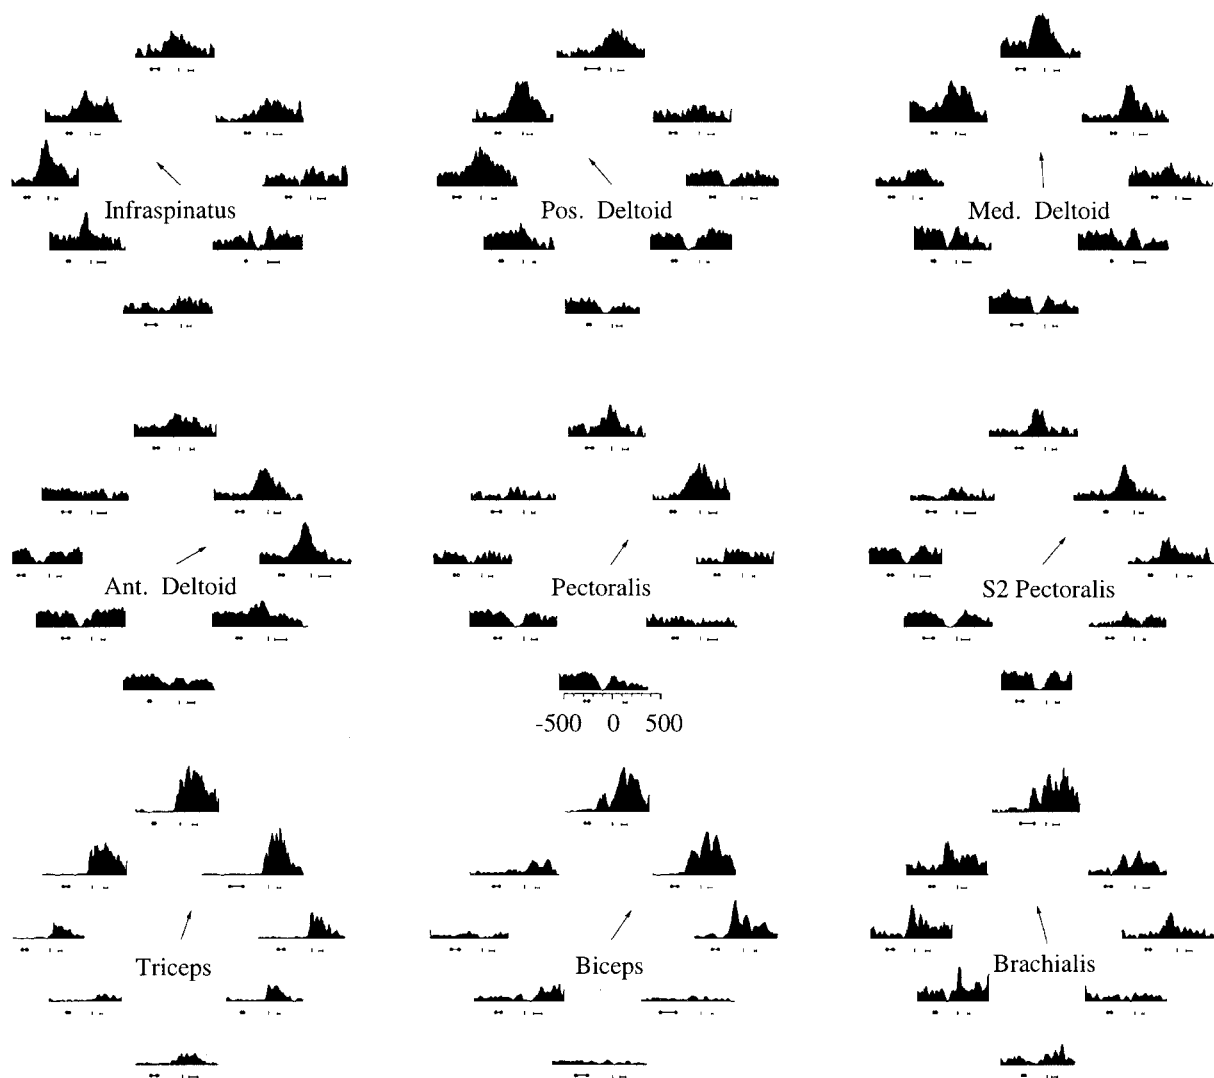 Infraspinatus
Pos. Deltoid
Med. Deltoid
Ant. Deltoid
Pectoralis
S2 Pectoralis
-500 0 500
Triceps
Biceps
Brachialis